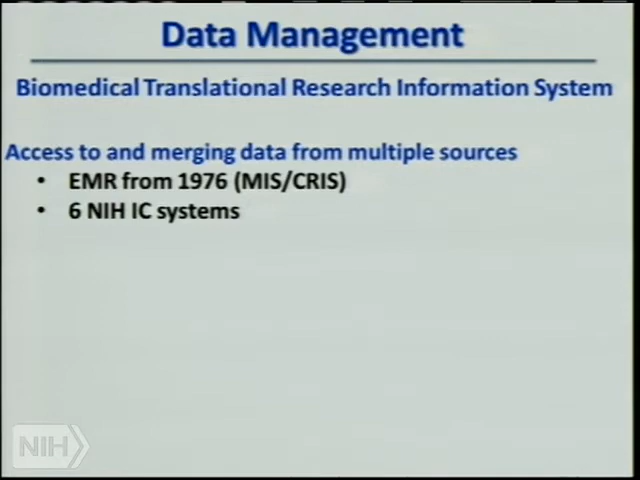 Data Management
Biomedical Translational Research Information System
Access to and merging data from multiple sources
• EMR from 1976 (MIS/CRIS)
• 6 NIH IC systems
NIH